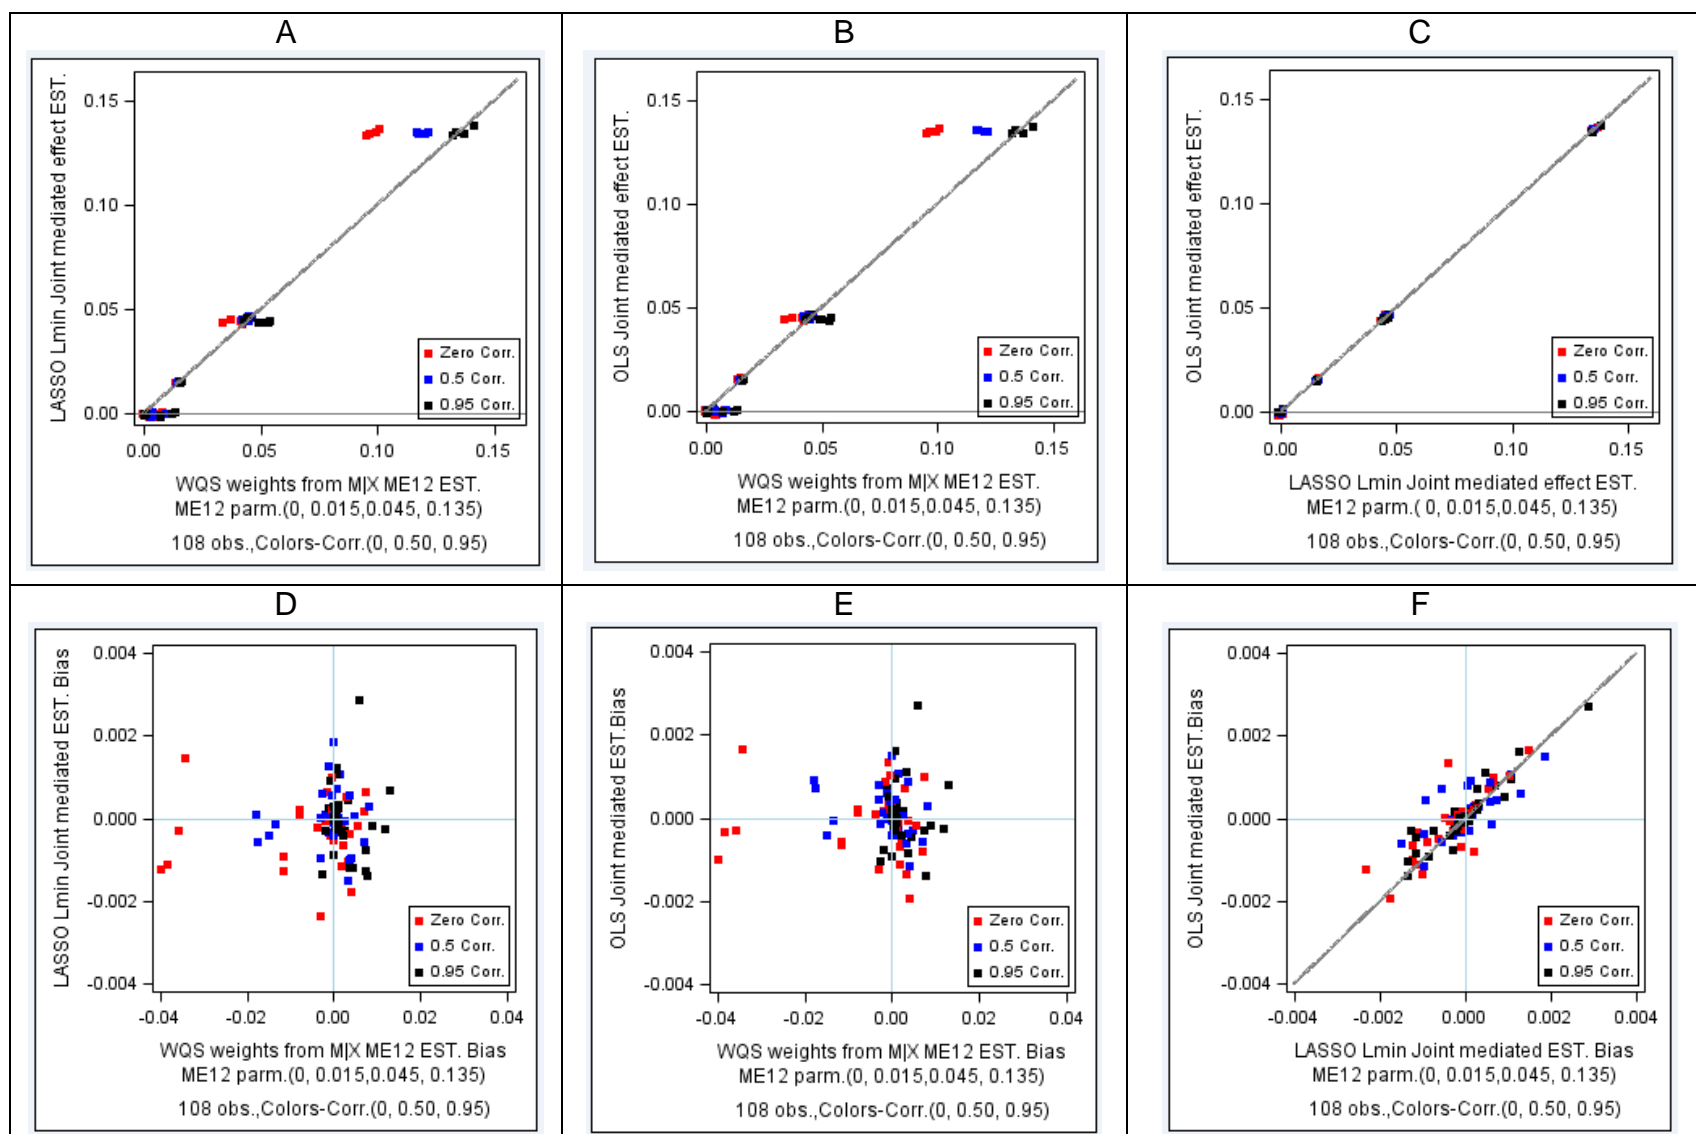 A
LASSO Lmin Joint mediated effect EST.
0.15
0.10
0.05
0.00
Zero Corr.
0.5 Corr.
0.95 Corr.
0.00 0.05 0.10 0.15
WQS weights from M|X ME12 EST.
ME12 parm.(0, 0.015,0.045, 0.135)
108 obs.,Colors-Corr.(0, 0.50, 0.95)
B
OLS Joint mediated effect EST.
0.15
0.10
0.05
0.00
Zero Corr.
0.5 Corr.
0.95 Corr.
0.00 0.05 0.10 0.15
WQS weights from M|X ME12 EST.
ME12 parm.(0, 0.015,0.045, 0.135)
108 obs.,Colors-Corr.(0, 0.50, 0.95)
C
OLS Joint mediated effect EST.
0.15
0.10
0.05
0.00
Zero Corr.
0.5 Corr.
0.95 Corr.
0.00 0.05 0.10 0.15
LASSO Lmin Joint mediated effect EST.
ME12 parm.( 0, 0.015,0.045, 0.135)
108 obs.,Colors-Corr.(0, 0.50, 0.95)
D
LASSO Lmin Joint mediated EST. Bias
0.004
0.002
0.000
-0.002
-0.004
Zero Corr.
0.5 Corr.
0.95 Corr.
-0.04 -0.02 0.00 0.02 0.04
WQS weights from M|X ME12 EST. Bias
ME12 parm.(0, 0.015,0.045, 0.135)
108 obs.,Colors-Corr.(0, 0.50, 0.95)
E
OLS Joint mediated EST.Bias
0.004
0.002
0.000
-0.002
-0.004
Zero Corr.
0.5 Corr.
0.95 Corr.
-0.04 -0.02 0.00 0.02 0.04
WQS weights from M|X ME12 EST. Bias
ME12 parm.(0, 0.015,0.045, 0.135)
108 obs.,Colors-Corr.(0, 0.50, 0.95)
F
OLS Joint mediated EST.Bias
0.004
0.002
0.000
-0.002
-0.004
Zero Corr.
0.5 Corr.
0.95 Corr.
-0.004 -0.002 0.000 0.002 0.004
LASSO Lmin Joint mediated EST. Bias
ME12 parm.(0, 0.015,0.045, 0.135)
108 obs.,Colors-Corr.(0, 0.50, 0.95)